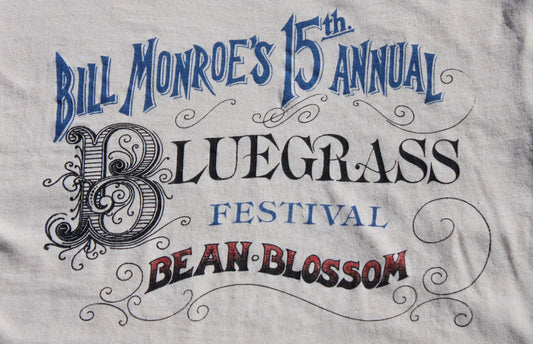 BILL MONROE'S 15th. ANNUAL
BLUEGRASS
FESTIVAL
BEAN · BLOSSOM